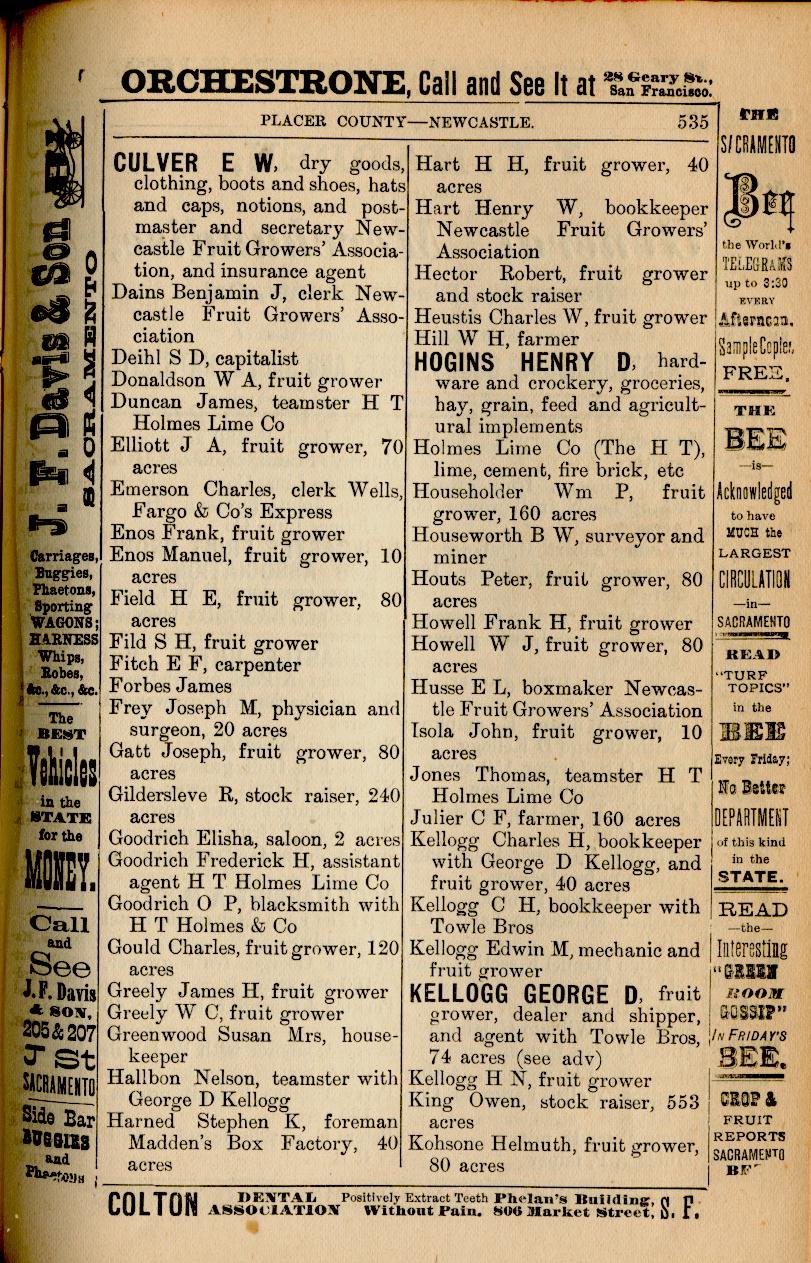 ORCHESTRONE, Call and See It at 28 Geary St., San Francisco.
PLACER COUNTY—NEWCASTLE. 535
J. F. Davis & Son
SACRAMENTO
Carriages,
Buggies,
Phaetons,
Sporting
WAGONS;
HARNESS
Whips,
Robes,
&c., &c., &c.
The
BEST
Vehicles
in the
STATE
for the
MONEY.
Call
and
See
J. F. Davis
& SON,
205 & 207
J St
SACRAMENTO
Side Bar
BUGGIES
and
Phaetons
CULVER E W, dry goods,
clothing, boots and shoes, hats
and caps, notions, and post-
master and secretary New-
castle Fruit Growers' Associa-
tion, and insurance agent
Dains Benjamin J, clerk New-
castle Fruit Growers' Asso-
ciation
Deihl S D, capitalist
Donaldson W A, fruit grower
Duncan James, teamster H T
Holmes Lime Co
Elliott J A, fruit grower, 70
acres
Emerson Charles, clerk Wells,
Fargo & Co's Express
Enos Frank, fruit grower
Enos Manuel, fruit grower, 10
acres
Field H E, fruit grower, 80
acres
Fild S H, fruit grower
Fitch E F, carpenter
Forbes James
Frey Joseph M, physician and
surgeon, 20 acres
Gatt Joseph, fruit grower, 80
acres
Gildersleve R, stock raiser, 240
acres
Goodrich Elisha, saloon, 2 acres
Goodrich Frederick H, assistant
agent H T Holmes Lime Co
Goodrich O P, blacksmith with
H T Holmes & Co
Gould Charles, fruit grower, 120
acres
Greely James H, fruit grower
Greely W C, fruit grower
Greenwood Susan Mrs, house-
keeper
Hallbon Nelson, teamster with
George D Kellogg
Harned Stephen K, foreman
Madden's Box Factory, 40
acres
Hart H H, fruit grower, 40
acres
Hart Henry W, bookkeeper
Newcastle Fruit Growers'
Association
Hector Robert, fruit grower
and stock raiser
Heustis Charles W, fruit grower
Hill W H, farmer
HOGINS HENRY D, hard-
ware and crockery, groceries,
hay, grain, feed and agricult-
ural implements
Holmes Lime Co (The H T),
lime, cement, fire brick, etc
Householder Wm P, fruit
grower, 160 acres
Houseworth B W, surveyor and
miner
Houts Peter, fruit grower, 80
acres
Howell Frank H, fruit grower
Howell W J, fruit grower, 80
acres
Husse E L, boxmaker Newcas-
tle Fruit Growers' Association
Isola John, fruit grower, 10
acres
Jones Thomas, teamster H T
Holmes Lime Co
Julier C F, farmer, 160 acres
Kellogg Charles H, bookkeeper
with George D Kellogg, and
fruit grower, 40 acres
Kellogg C H, bookkeeper with
Towle Bros
Kellogg Edwin M, mechanic and
fruit grower
KELLOGG GEORGE D, fruit
grower, dealer and shipper,
and agent with Towle Bros,
74 acres (see adv)
Kellogg H N, fruit grower
King Owen, stock raiser, 553
acres
Kohsone Helmuth, fruit grower,
80 acres
THE
SACRAMENTO
Bee
the World's
TELEGRAMS
up to 3:30
EVERY
Afternoon.
Sample Copies
FREE.
THE
BEE
—is—
Acknowledged
to have
MUCH the
LARGEST
CIRCULATION
—in—
SACRAMENTO
READ
"TURF
TOPICS"
in the
BEE
Every Friday;
No Better
DEPARTMENT
of this kind
in the
STATE.
READ
—the—
Interesting
"GREEN
ROOM
GOSSIP"
IN FRIDAY'S
BEE.
CROP &
FRUIT
REPORTS
SACRAMENTO
BEE
COLTON DENTAL ASSOCIATION Positively Extract Teeth Without Pain. Phelan's Building, 806 Market Street, S. F.